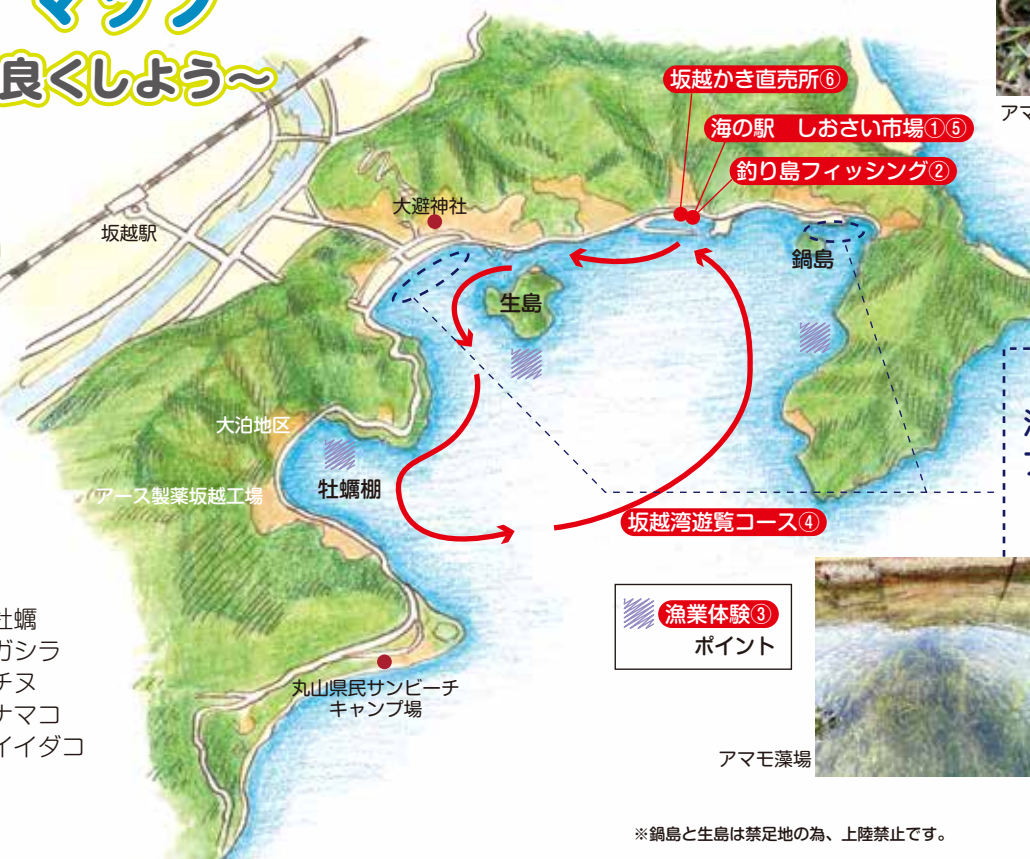 マップ
良くしよう～
坂越かき直売所⑥
海の駅　しおさい市場①⑤
釣り島フィッシング②
大避神社
坂越駅
鍋島
生島
大泊地区
牡蠣棚
アース製薬坂越工場
坂越湾遊覧コース④
漁業体験③
ポイント
牡蠣
ガシラ
チヌ
ナマコ
イイダコ
丸山県民サンビーチ
キャンプ場
アマモ藻場
※鍋島と生島は禁足地の為、上陸禁止です。